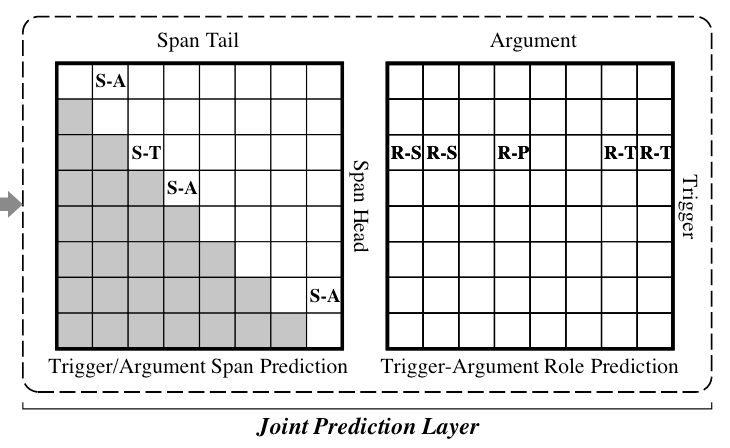 Span Tail
Argument
S-A
S-T
S-A
S-A
Span Head
R-S R-S R-P R-T R-T
Trigger
Trigger/Argument Span Prediction
Trigger-Argument Role Prediction
Joint Prediction Layer